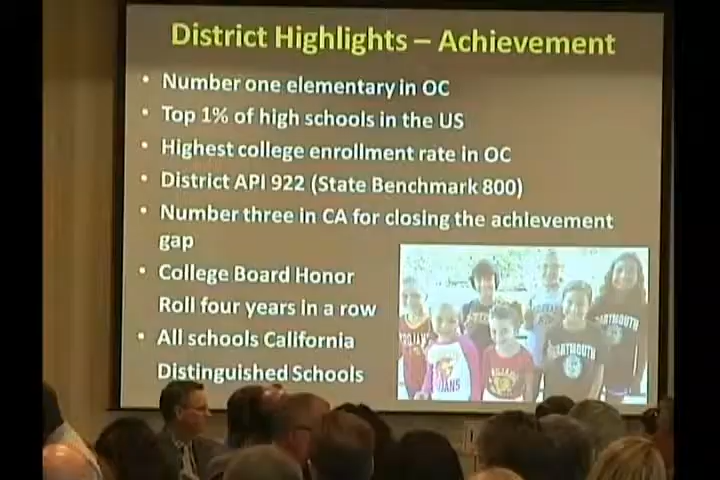 District Highlights – Achievement
• Number one elementary in OC
• Top 1% of high schools in the US
• Highest college enrollment rate in OC
• District API 922 (State Benchmark 800)
• Number three in CA for closing the achievement
gap
• College Board Honor
Roll four years in a row
• All schools California
Distinguished Schools
DARTMOUTH